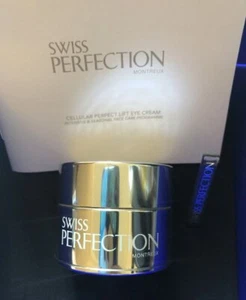 SWISS
PERFECTION
MONTREUX
CELLULAR PERFECT LIFT EYE CREAM
PERFECTION
SWISS
PERFECTION
MONTREUX